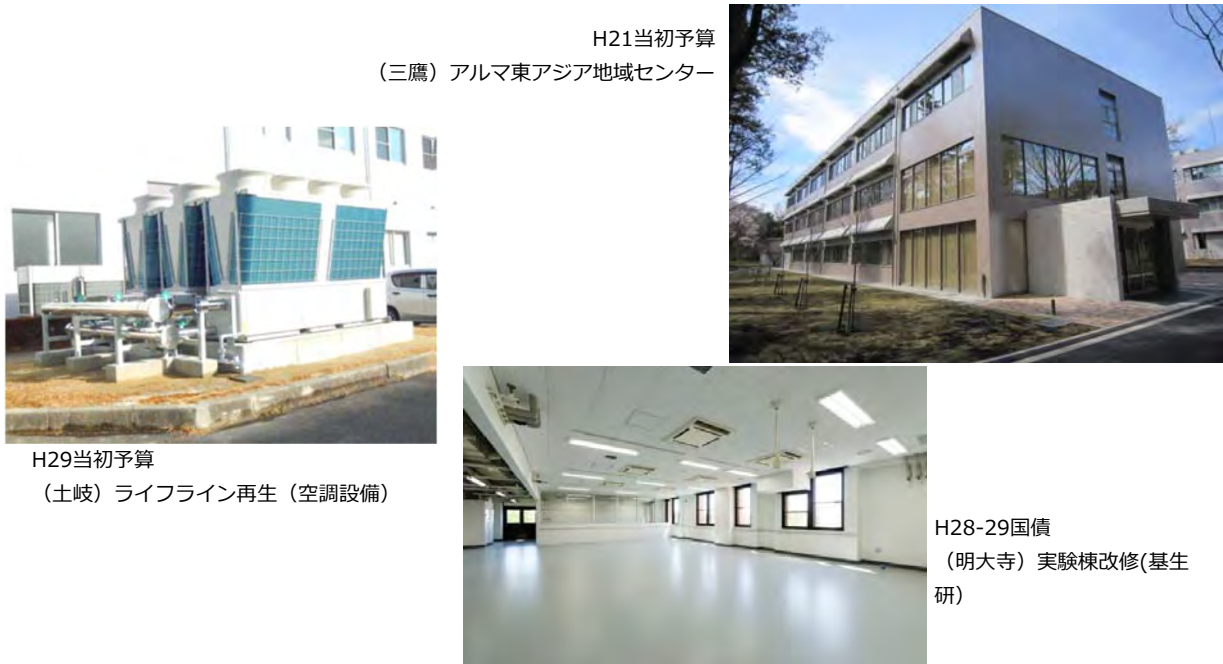 H21当初予算
（三鷹）アルマ東アジア地域センター
H29当初予算
（土岐）ライフライン再生（空調設備）
H28-29国債
（明大寺）実験棟改修(基生
研）